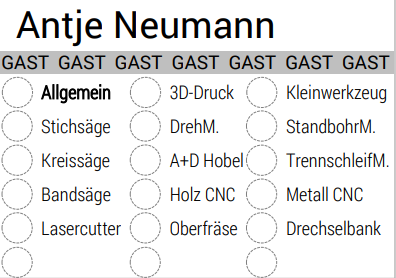 Antje Neumann
GAST GAST GAST GAST GAST GAST GAST
Allgemein 3D-Druck Kleinwerkzeug
Stichsäge DrehM. StandbohrM.
Kreissäge A+D Hobel TrennschleifM.
Bandsäge Holz CNC Metall CNC
Lasercutter Oberfräse Drechselbank